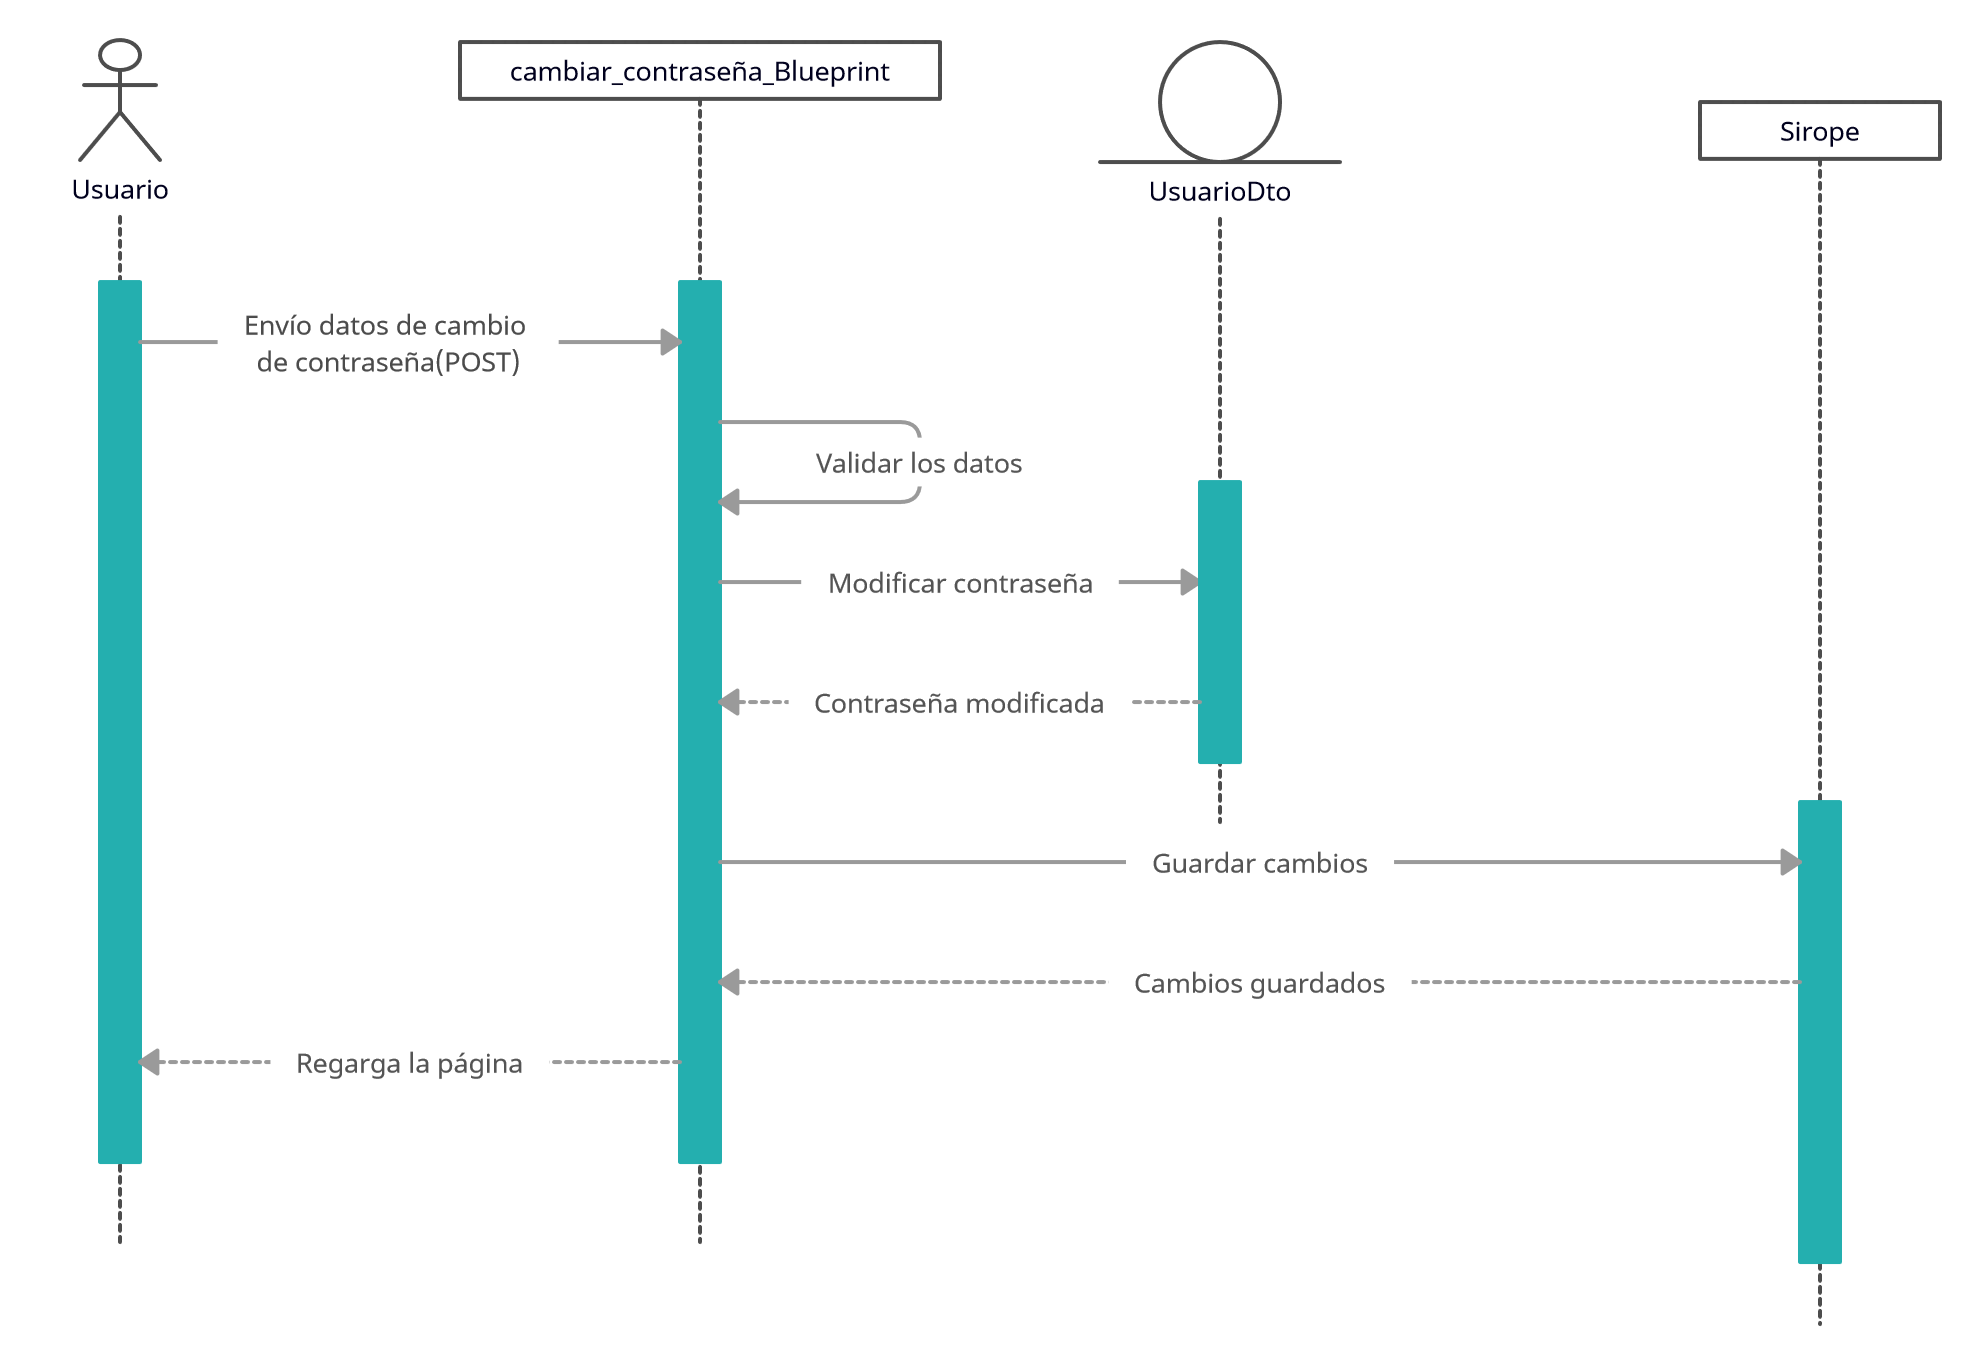 cambiar_contraseña_Blueprint
Sirope
Usuario
UsuarioDto
Envío datos de cambio
de contraseña(POST)
Validar los datos
Modificar contraseña
Contraseña modificada
Guardar cambios
Cambios guardados
Regarga la página